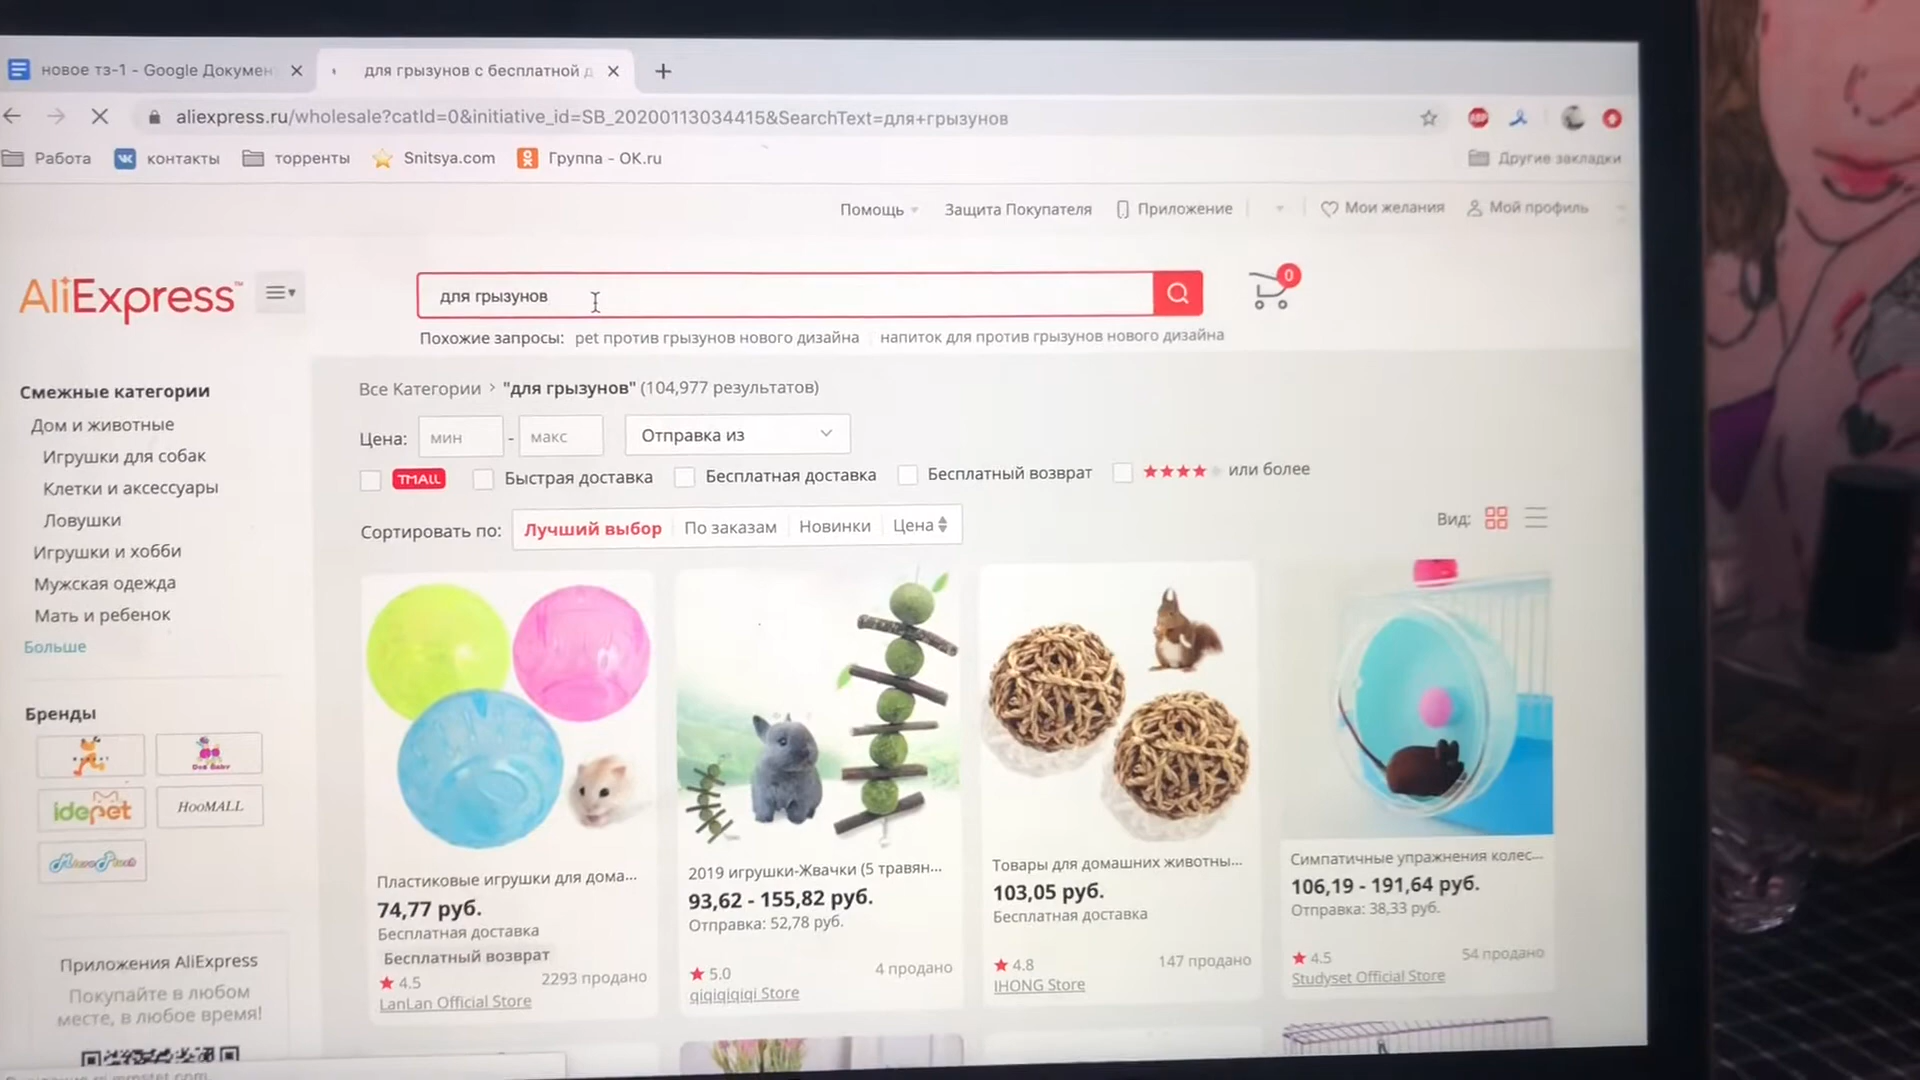 новое тз-1 - Google Докумен
для грызунов с бесплатной д
aliexpress.ru/wholesale?catId=0&initiative_id=SB_20200113034415&SearchText=для+грызунов
Работа контакты торренты Snitsya.com Группа - OK.ru Другие закладки
Помощь Защита Покупателя Приложение Мои желания Мой профиль
AliExpress™
для грызунов
0
Похожие запросы: pet против грызунов нового дизайна напиток для против грызунов нового дизайна
Смежные категории
Дом и животные
Игрушки для собак
Клетки и аксессуары
Ловушки
Игрушки и хобби
Мужская одежда
Мать и ребенок
Больше
Бренды
Dog Baby
idepet
HOOMALL
Приложения AliExpress
Покупайте в любом
месте, в любое время!
Все Категории > "для грызунов" (104,977 результатов)
Цена: мин - макс Отправка из
TMALL Быстрая доставка Бесплатная доставка Бесплатный возврат или более
Сортировать по: Лучший выбор По заказам Новинки Цена Вид:
Пластиковые игрушки для дома...
74,77 руб.
Бесплатная доставка
Бесплатный возврат
4.5 2293 продано
LanLan Official Store
2019 игрушки-Жвачки (5 травян...
93,62 - 155,82 руб.
Отправка: 52,78 руб.
5.0 4 продано
qiqiqiqiqi Store
Товары для домашних животны...
103,05 руб.
Бесплатная доставка
4.8 147 продано
IHONG Store
Симпатичные упражнения колес...
106,19 - 191,64 руб.
Отправка: 38,33 руб.
4.5 54 продано
Studyset Official Store